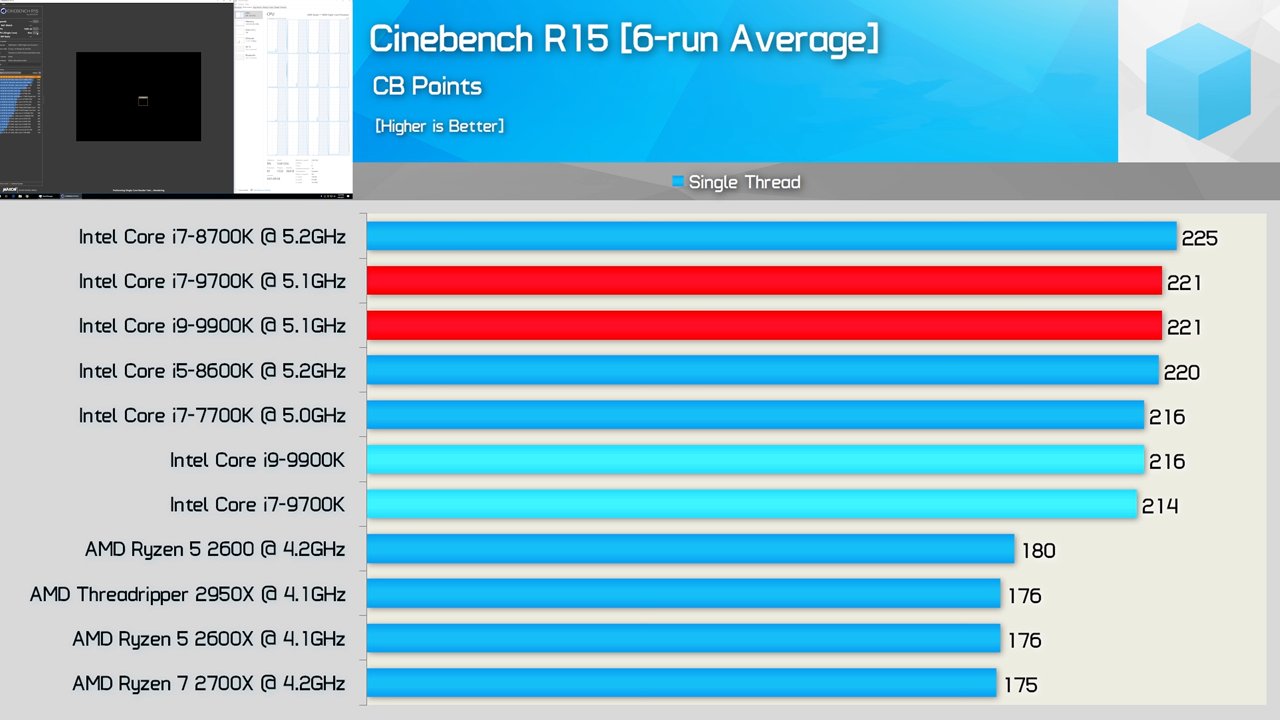 Cinebench R15 [6-run Average]
CB Points
[Higher is Better]
Single Thread
Intel Core i7-8700K @ 5.2GHz 225
Intel Core i7-9700K @ 5.1GHz 221
Intel Core i9-9900K @ 5.1GHz 221
Intel Core i5-8600K @ 5.2GHz 220
Intel Core i7-7700K @ 5.0GHz 216
Intel Core i9-9900K 216
Intel Core i7-9700K 214
AMD Ryzen 5 2600 @ 4.2GHz 180
AMD Threadripper 2950X @ 4.1GHz 176
AMD Ryzen 5 2600X @ 4.1GHz 176
AMD Ryzen 7 2700X @ 4.2GHz 175